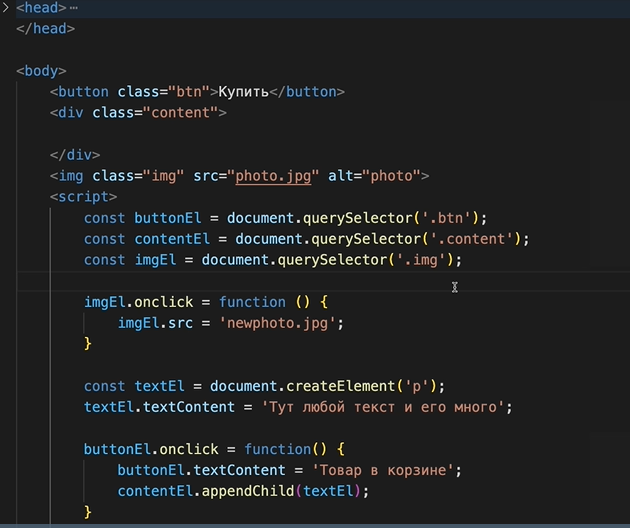 <head> ...
</head>
<body>
<button class="btn">Купить</button>
<div class="content">
</div>
<img class="img" src="photo.jpg" alt="photo">
<script>
const buttonEl = document.querySelector('.btn');
const contentEl = document.querySelector('.content');
const imgEl = document.querySelector('.img');
imgEl.onclick = function () {
imgEl.src = 'newphoto.jpg';
}
const textEl = document.createElement('p');
textEl.textContent = 'Тут любой текст и его много';
buttonEl.onclick = function() {
buttonEl.textContent = 'Товар в корзине';
contentEl.appendChild(textEl);
}